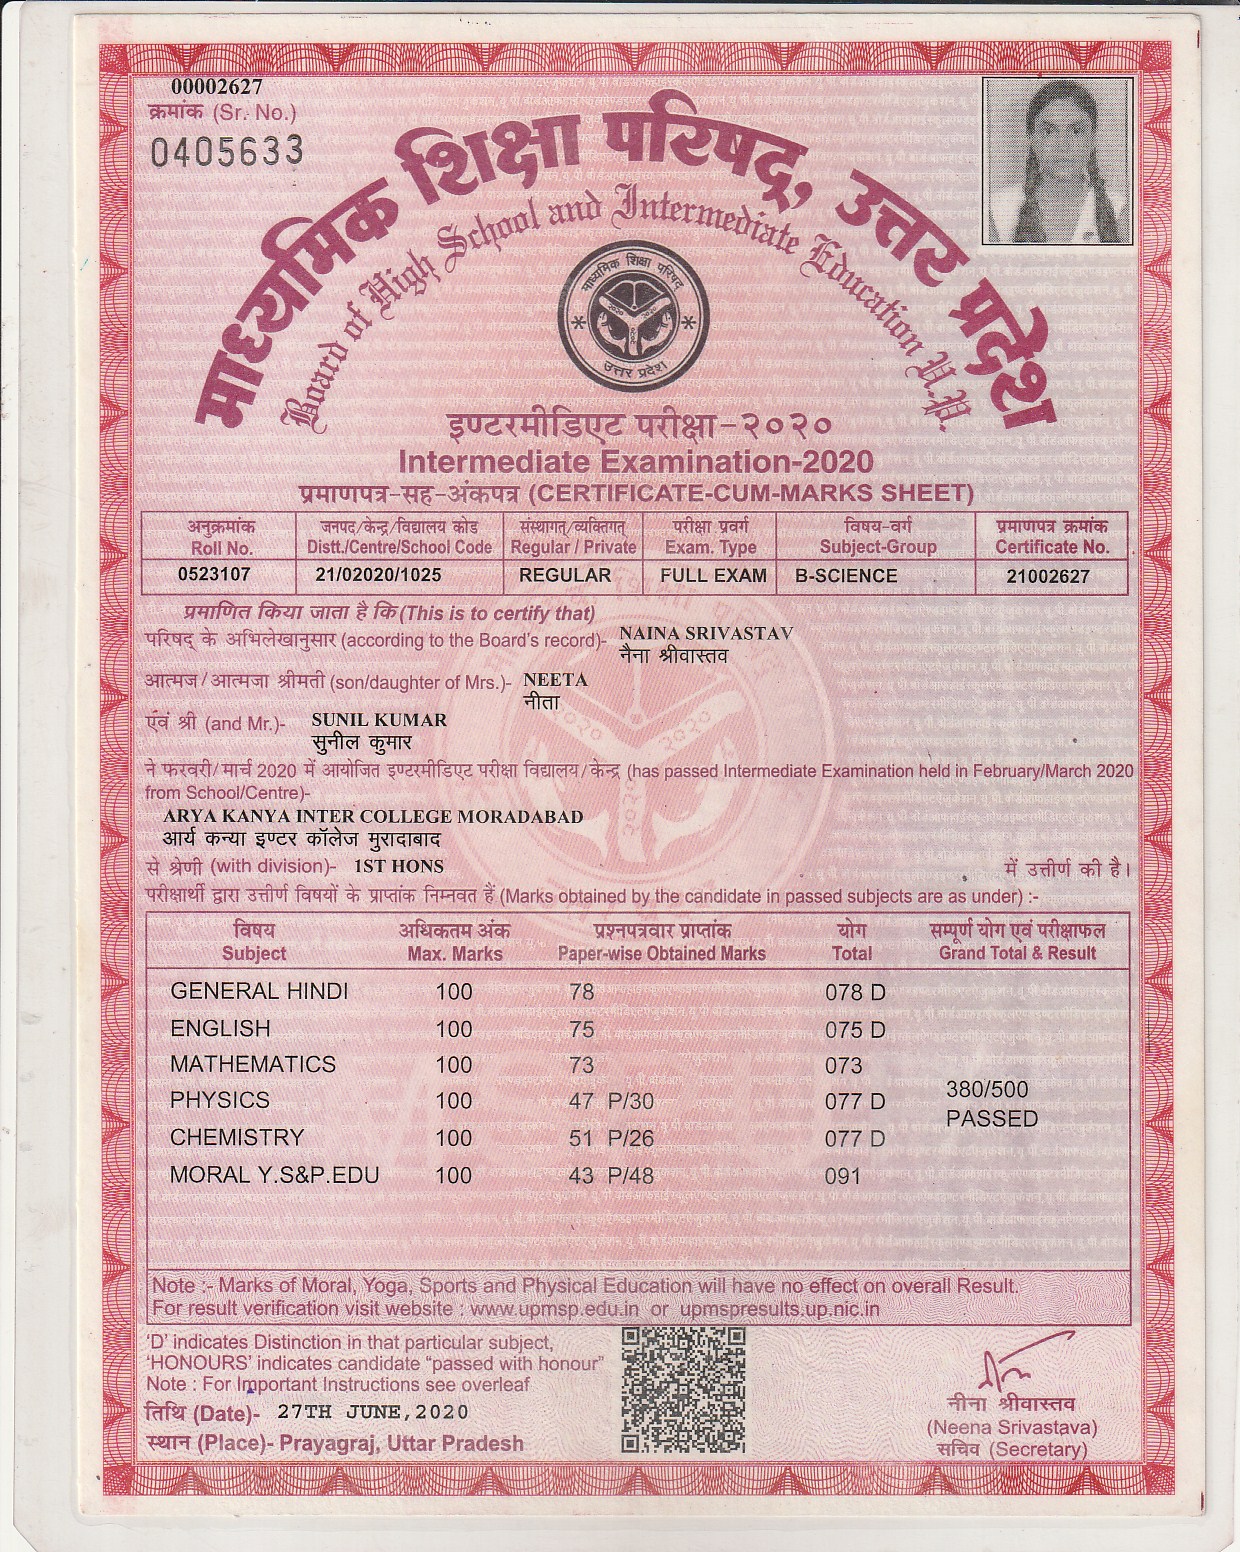 00002627
क्रमांक (Sr. No.)
0405633
माध्यमिक शिक्षा परिषद्, उत्तर प्रदेश
Board of High School and Intermediate Education U.P.
माध्यमिक शिक्षा परिषद्
उत्तर प्रदेश
इण्टरमीडिएट परीक्षा-२०२०
Intermediate Examination-2020
प्रमाणपत्र-सह-अंकपत्र (CERTIFICATE-CUM-MARKS SHEET)
अनुक्रमांक जनपद/केन्द्र/विद्यालय कोड संस्थागत्/व्यक्तिगत् परीक्षा प्रवर्ग विषय-वर्ग प्रमाणपत्र क्रमांक
Roll No. Distt./Centre/School Code Regular / Private Exam. Type Subject-Group Certificate No.
0523107 21/02020/1025 REGULAR FULL EXAM B-SCIENCE 21002627
प्रमाणित किया जाता है कि (This is to certify that)
परिषद् के अभिलेखानुसार (according to the Board's record)- NAINA SRIVASTAV
नैना श्रीवास्तव
आत्मज/आत्मजा श्रीमती (son/daughter of Mrs.)- NEETA
नीता
एवं श्री (and Mr.)- SUNIL KUMAR
सुनील कुमार
ने फरवरी/मार्च 2020 में आयोजित इण्टरमीडिएट परीक्षा विद्यालय/केन्द्र (has passed Intermediate Examination held in February/March 2020
from School/Centre)-
ARYA KANYA INTER COLLEGE MORADABAD
आर्य कन्या इण्टर कॉलेज मुरादाबाद
से श्रेणी (with division)- 1ST HONS में उत्तीर्ण की है।
परीक्षार्थी द्वारा उत्तीर्ण विषयों के प्राप्तांक निम्नवत हैं (Marks obtained by the candidate in passed subjects are as under) :-
विषय अधिकतम अंक प्रश्नपत्रवार प्राप्तांक योग सम्पूर्ण योग एवं परीक्षाफल
Subject Max. Marks Paper-wise Obtained Marks Total Grand Total & Result
GENERAL HINDI 100 78 078 D
ENGLISH 100 75 075 D
MATHEMATICS 100 73 073
380/500
PHYSICS 100 47 P/30 077 D
PASSED
CHEMISTRY 100 51 P/26 077 D
MORAL Y.S&P.EDU 100 43 P/48 091
Note :- Marks of Moral, Yoga, Sports and Physical Education will have no effect on overall Result.
For result verification visit website : www.upmsp.edu.in or upmspresults.up.nic.in
'D' indicates Distinction in that particular subject,
'HONOURS' indicates candidate "passed with honour"
Note : For Important Instructions see overleaf
तिथि (Date)- 27TH JUNE,2020
स्थान (Place)- Prayagraj, Uttar Pradesh
नीना श्रीवास्तव
(Neena Srivastava)
सचिव (Secretary)